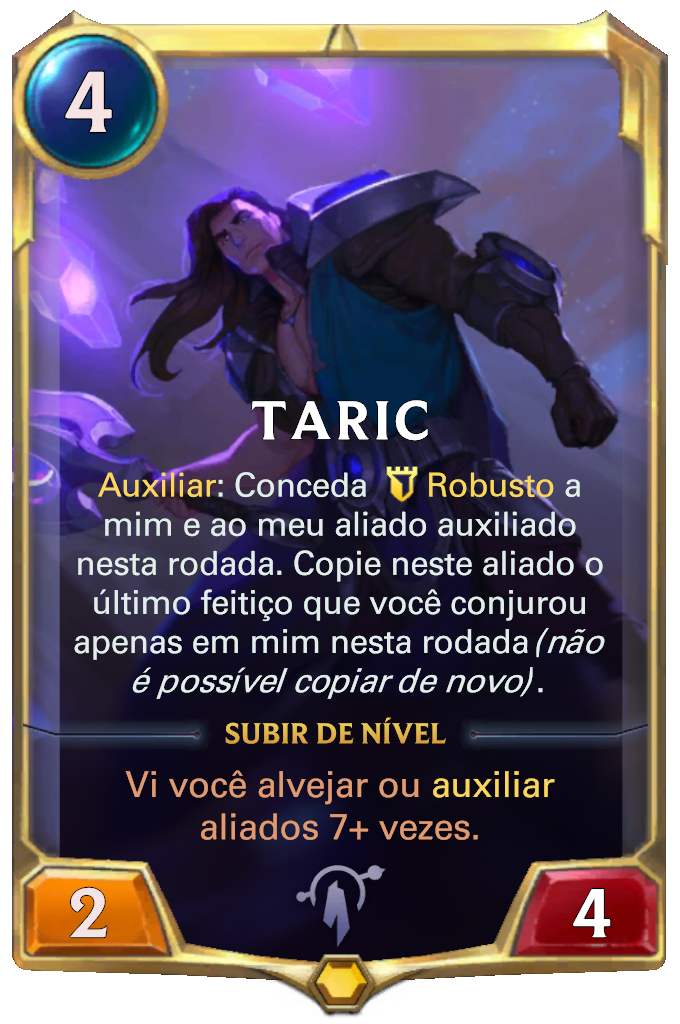 4
TARIC
Auxiliar: Conceda Robusto a
mim e ao meu aliado auxiliado
nesta rodada. Copie neste aliado o
último feitiço que você conjurou
apenas em mim nesta rodada (não
é possível copiar de novo).
SUBIR DE NÍVEL
Vi você alvejar ou auxiliar
aliados 7+ vezes.
2
4